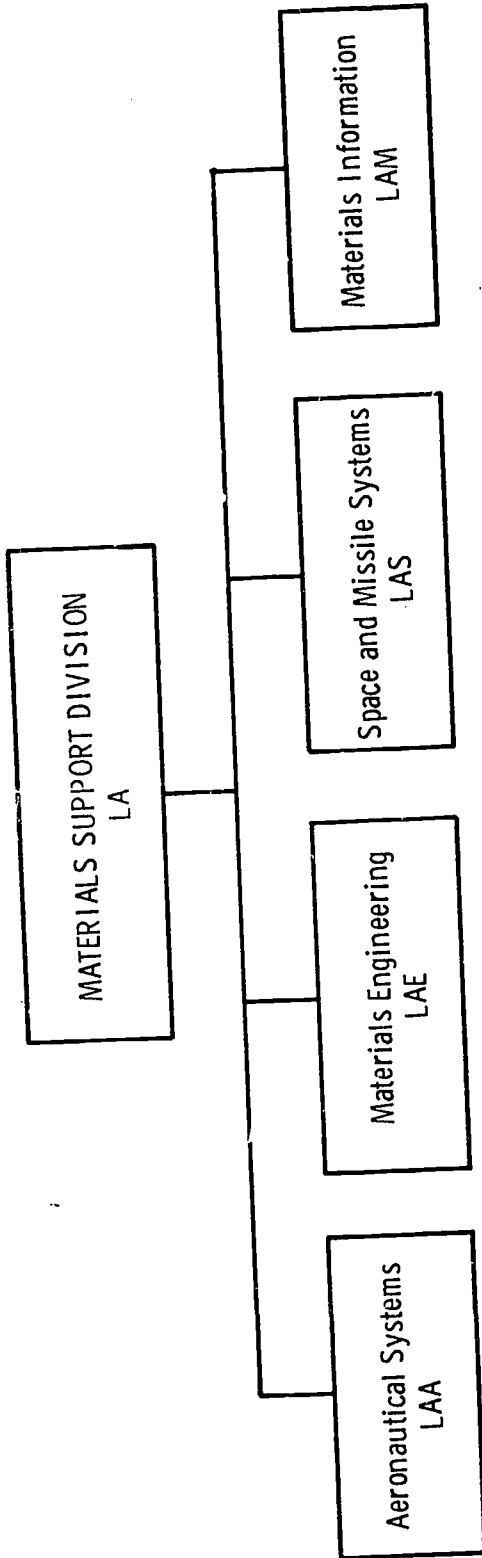 MATERIALS SUPPORT DIVISION
LA
Aeronautical Systems
LAA
Materials Engineering
LAE
Space and Missile Systems
LAS
Materials Information
LAM